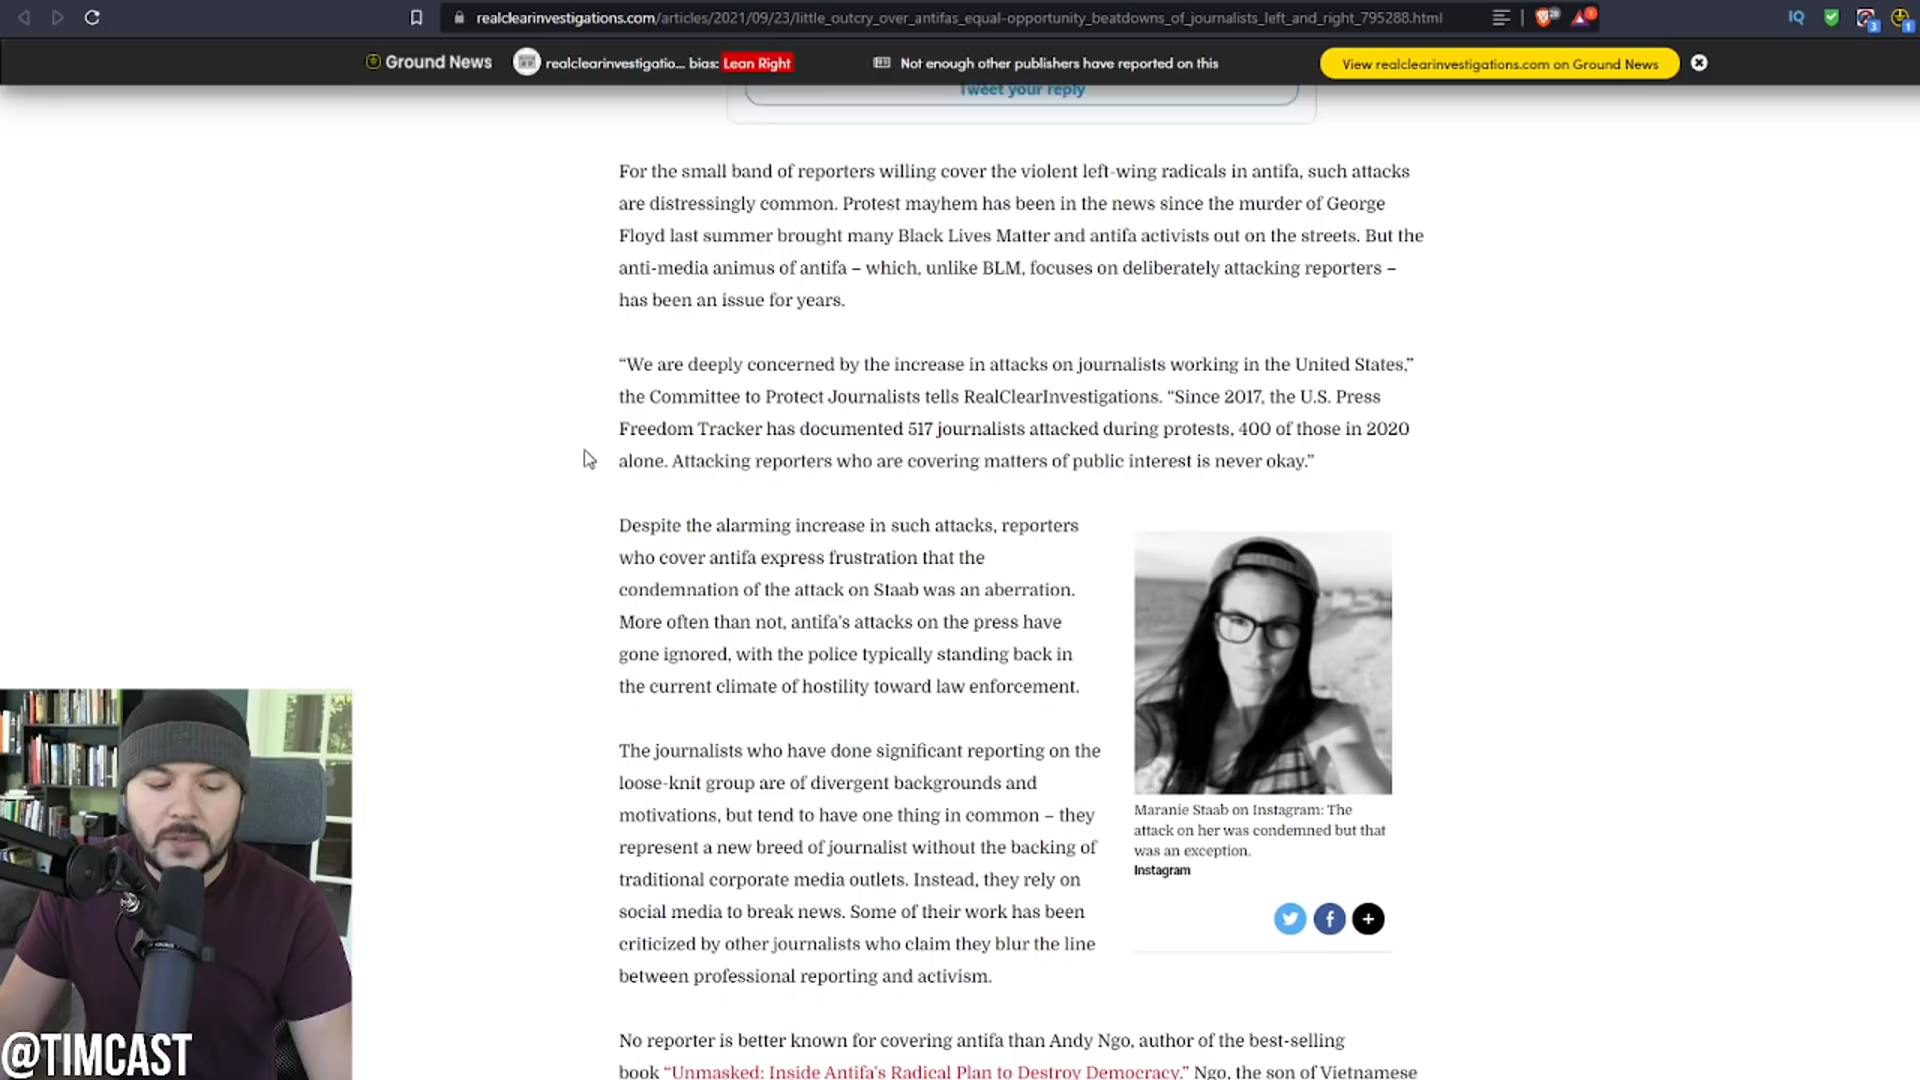 realclearinvestigations.com/articles/2021/09/23/little_outcry_over_antifas_equal-opportunity_beatdowns_of_journalists_left_and_right_795288.html
IQ
Ground News
realclearinvestigatio... bias: Lean Right
Not enough other publishers have reported on this
View realclearinvestigations.com on Ground News
Tweet your reply
For the small band of reporters willing cover the violent left-wing radicals in antifa, such attacks
are distressingly common. Protest mayhem has been in the news since the murder of George
Floyd last summer brought many Black Lives Matter and antifa activists out on the streets. But the
anti-media animus of antifa – which, unlike BLM, focuses on deliberately attacking reporters –
has been an issue for years.
“We are deeply concerned by the increase in attacks on journalists working in the United States,”
the Committee to Protect Journalists tells RealClearInvestigations. “Since 2017, the U.S. Press
Freedom Tracker has documented 517 journalists attacked during protests, 400 of those in 2020
alone. Attacking reporters who are covering matters of public interest is never okay.”
Despite the alarming increase in such attacks, reporters
who cover antifa express frustration that the
condemnation of the attack on Staab was an aberration.
More often than not, antifa’s attacks on the press have
gone ignored, with the police typically standing back in
the current climate of hostility toward law enforcement.
The journalists who have done significant reporting on the
loose-knit group are of divergent backgrounds and
motivations, but tend to have one thing in common – they
represent a new breed of journalist without the backing of
traditional corporate media outlets. Instead, they rely on
social media to break news. Some of their work has been
criticized by other journalists who claim they blur the line
between professional reporting and activism.
Maranie Staab on Instagram: The
attack on her was condemned but that
was an exception.
Instagram
No reporter is better known for covering antifa than Andy Ngo, author of the best-selling
book “Unmasked: Inside Antifa’s Radical Plan to Destroy Democracy.” Ngo, the son of Vietnamese
@TIMCAST